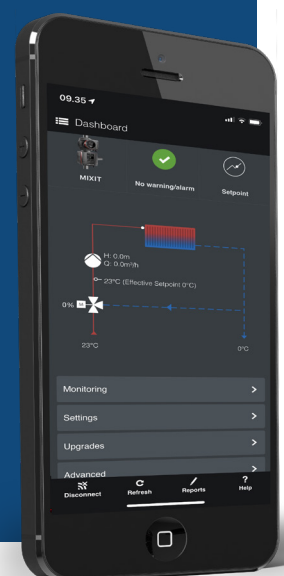 09.35
Dashboard
MIXIT
No warning/alarm
Setpoint
H: 0.0m
Q: 0.0m³/h
23°C (Effective Setpoint 0°C)
0% M
23°C
0°C
Monitoring
Settings
Upgrades
Advanced
Disconnect
Refresh
Reports
? Help